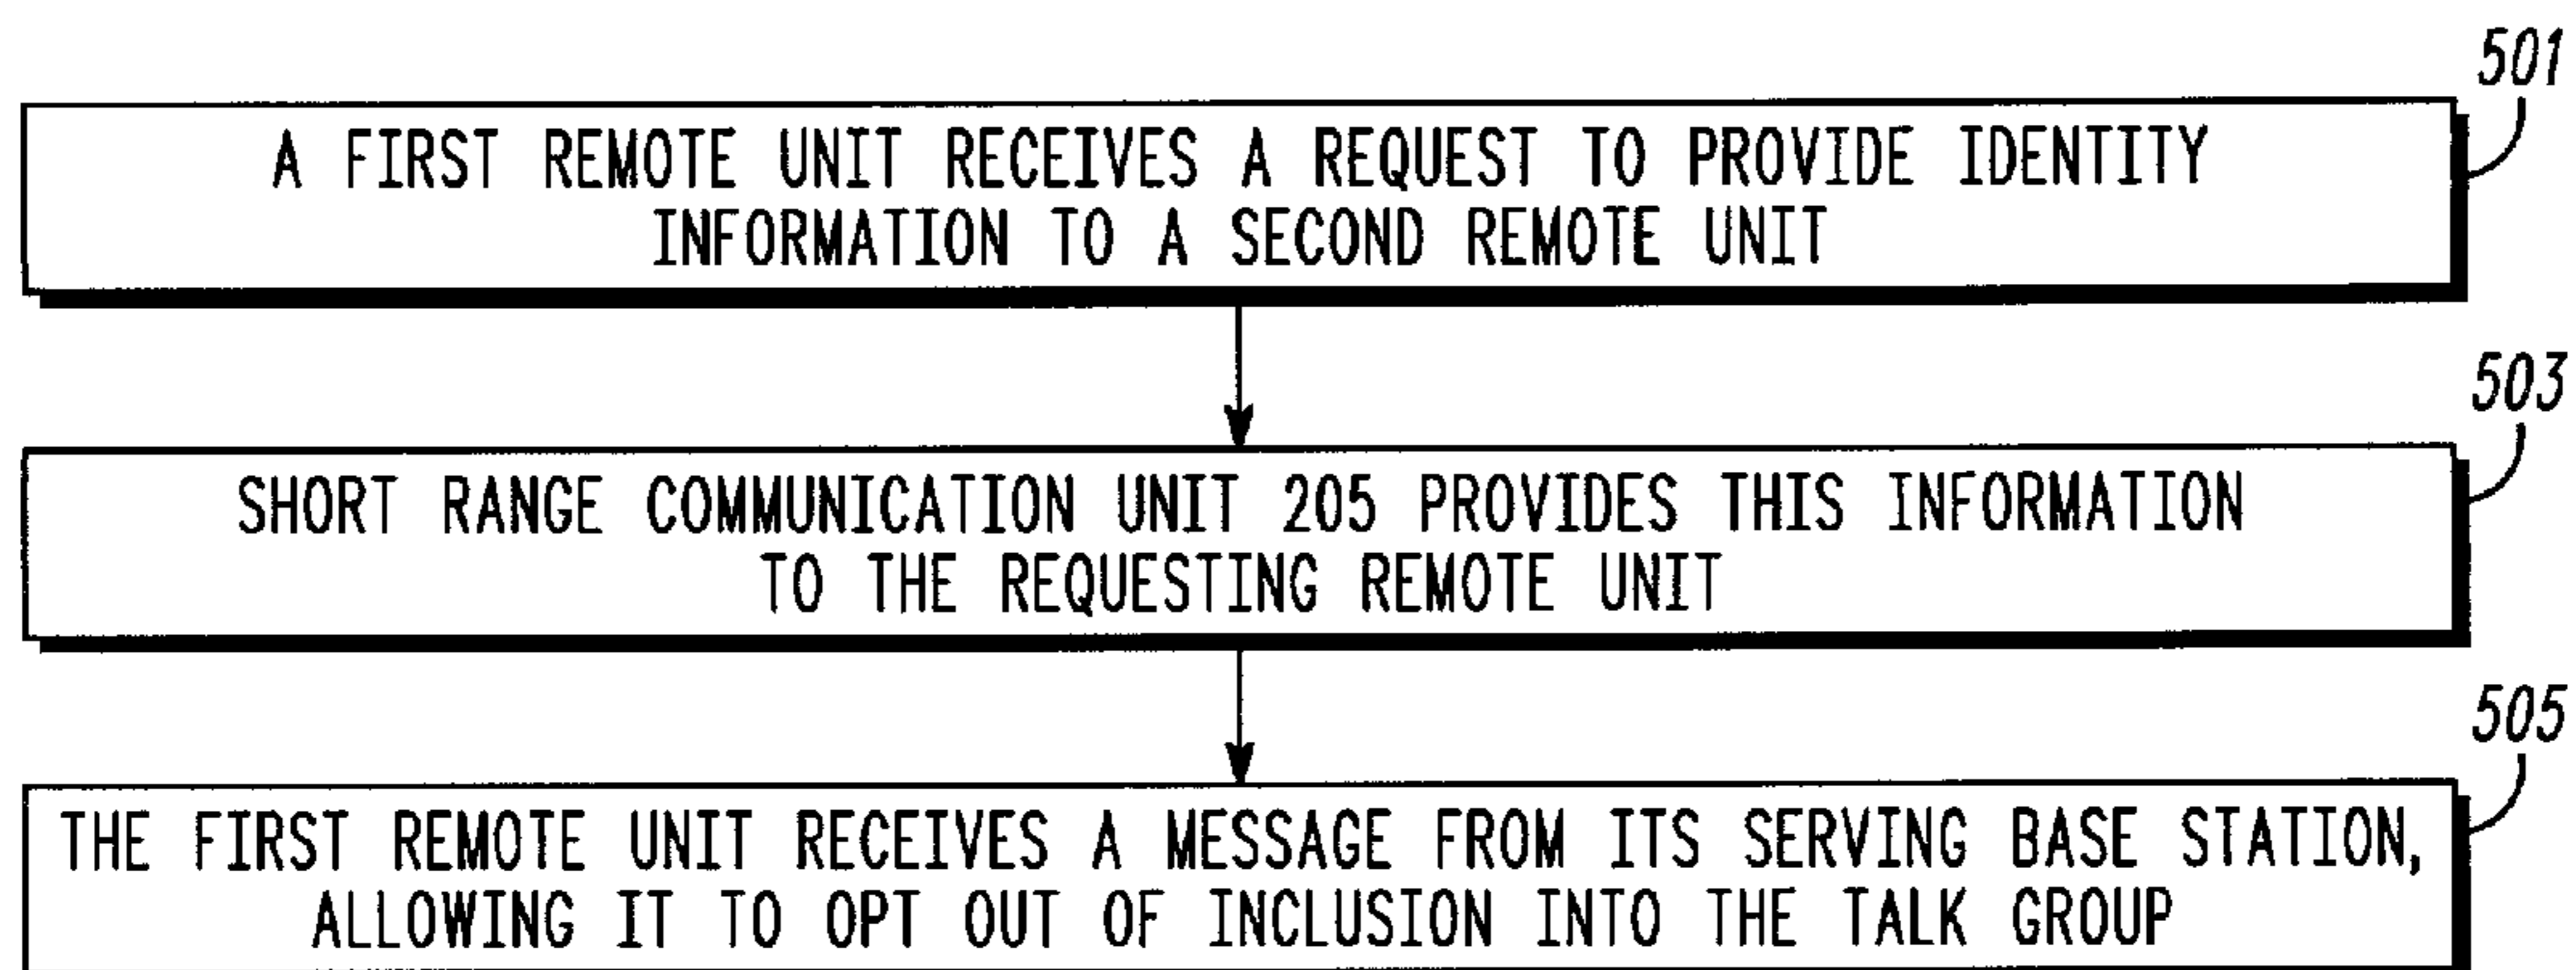 501
A FIRST REMOTE UNIT RECEIVES A REQUEST TO PROVIDE IDENTITY
INFORMATION TO A SECOND REMOTE UNIT
503
SHORT RANGE COMMUNICATION UNIT 205 PROVIDES THIS INFORMATION
TO THE REQUESTING REMOTE UNIT
505
THE FIRST REMOTE UNIT RECEIVES A MESSAGE FROM ITS SERVING BASE STATION,
ALLOWING IT TO OPT OUT OF INCLUSION INTO THE TALK GROUP